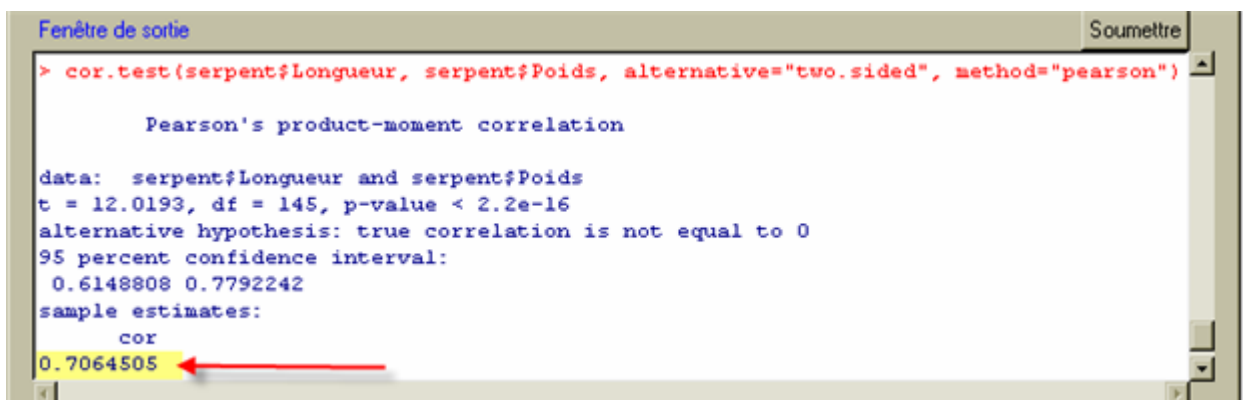 Fenêtre de sortie
Soumettre
> cor.test(serpent$Longueur, serpent$Poids, alternative="two.sided", method="pearson")
Pearson's product-moment correlation
data:  serpent$Longueur and serpent$Poids
t = 12.0193, df = 145, p-value < 2.2e-16
alternative hypothesis: true correlation is not equal to 0
95 percent confidence interval:
0.6148808 0.7792242
sample estimates:
cor
0.7064505